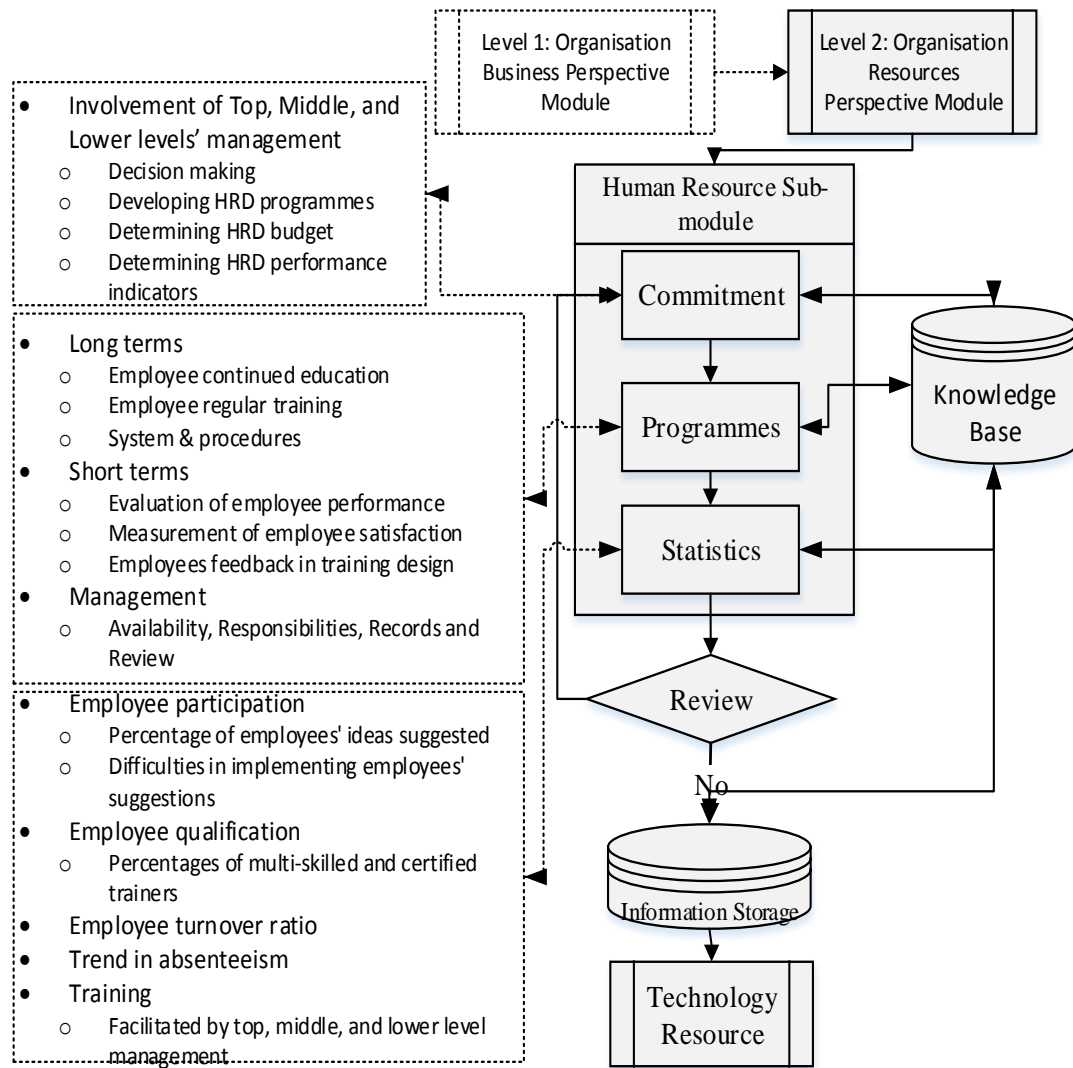 Level 1: Organisation
Business Perspective
Module
Level 2: Organisation
Resources
Perspective Module
• Involvement of Top, Middle, and
Lower levels’ management
o Decision making
o Developing HRD programmes
o Determining HRD budget
o Determining HRD performance
indicators
• Long terms
o Employee continued education
o Employee regular training
o System & procedures
• Short terms
o Evaluation of employee performance
o Measurement of employee satisfaction
o Employees feedback in training design
• Management
o Availability, Responsibilities, Records and
Review
• Employee participation
o Percentage of employees' ideas suggested
o Difficulties in implementing employees'
suggestions
• Employee qualification
o Percentages of multi-skilled and certified
trainers
• Employee turnover ratio
• Trend in absenteeism
• Training
o Facilitated by top, middle, and lower level
management
Human Resource Sub-
module
Commitment
Programmes
Statistics
Knowledge
Base
Review
No
Information Storage
Technology
Resource